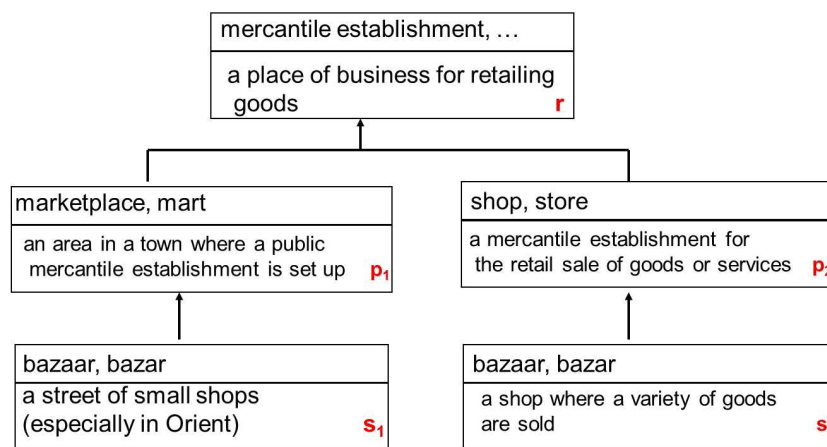 mercantile establishment, …
a place of business for retailing
goods r
marketplace, mart
an area in a town where a public
mercantile establishment is set up p₁
shop, store
a mercantile establishment for
the retail sale of goods or services p₂
bazaar, bazar
a street of small shops
(especially in Orient) s₁
bazaar, bazar
a shop where a variety of goods
are sold s